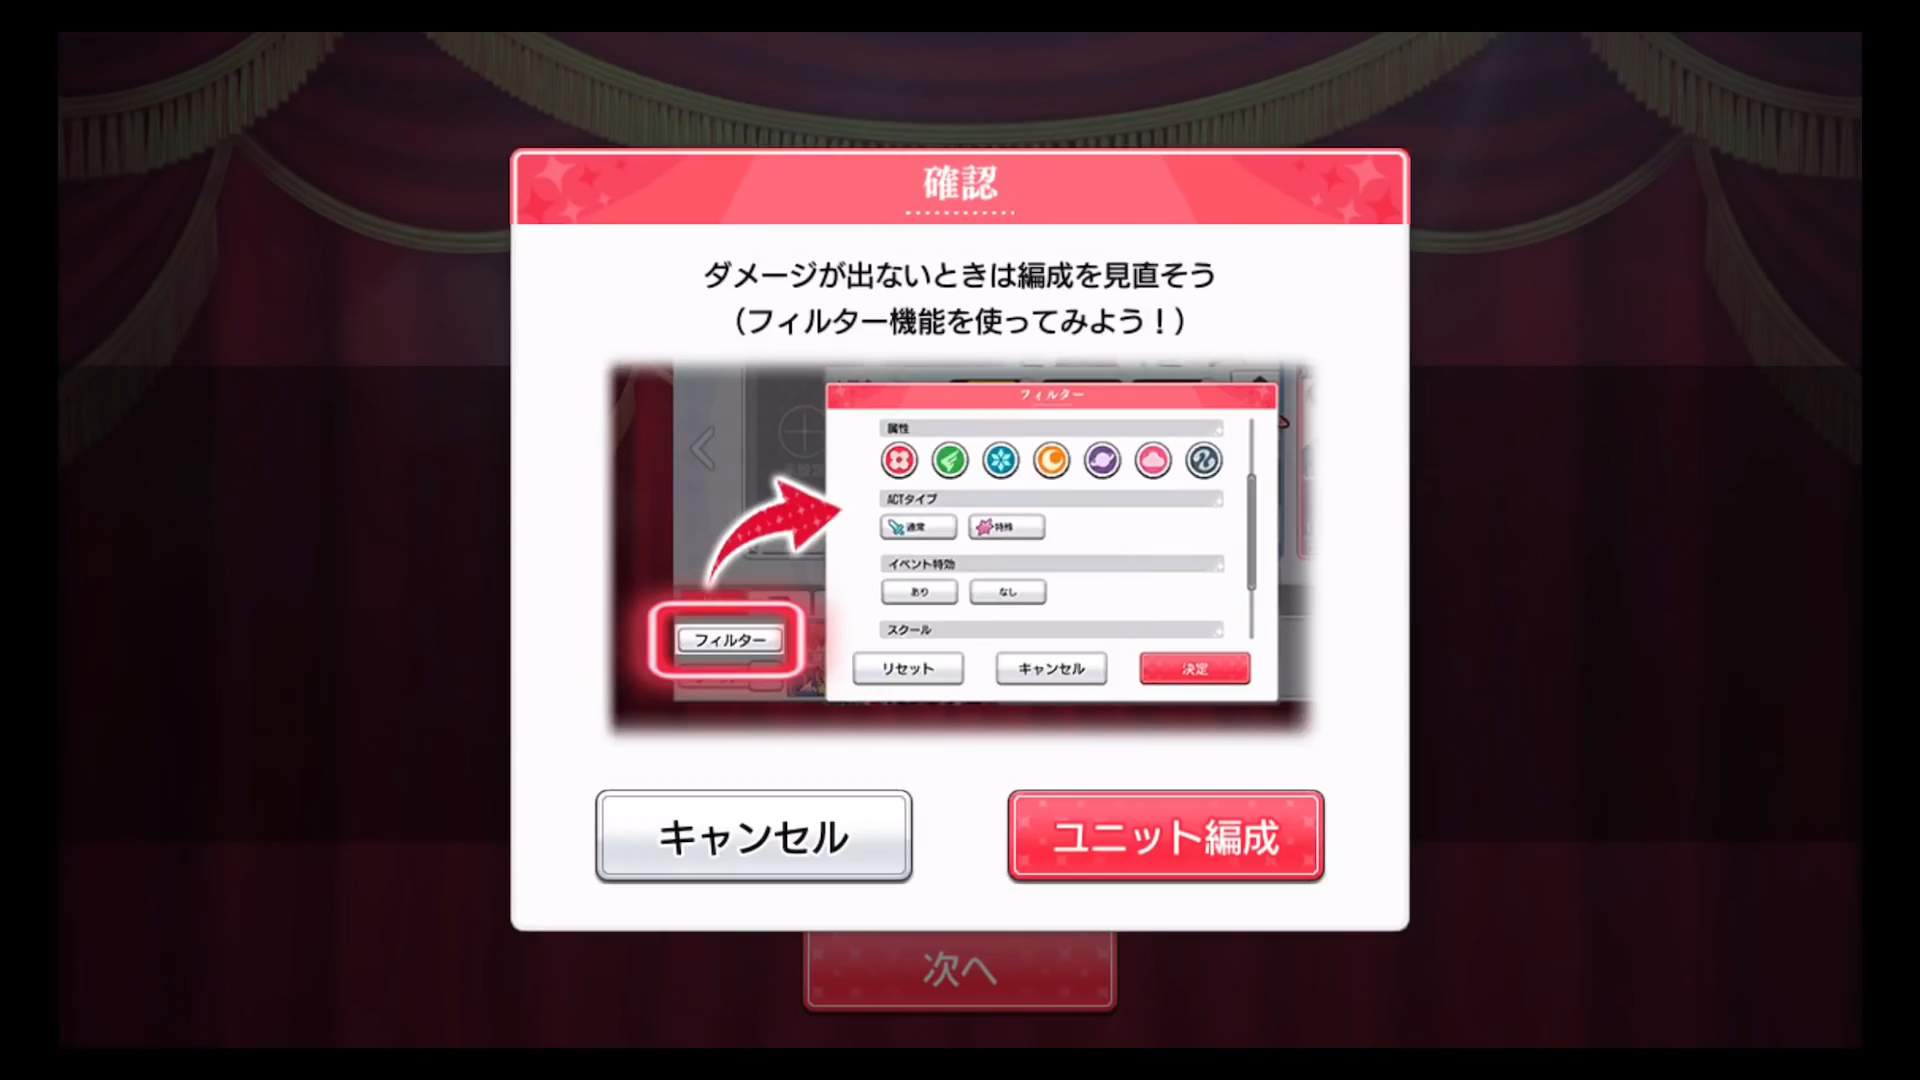 確認
ダメージが出ないときは編成を見直そう
（フィルター機能を使ってみよう！）
フィルター
属性
ACTタイプ
通常 特殊
イベント特効
あり なし
スクール
フィルター
リセット キャンセル 決定
キャンセル ユニット編成
次へ